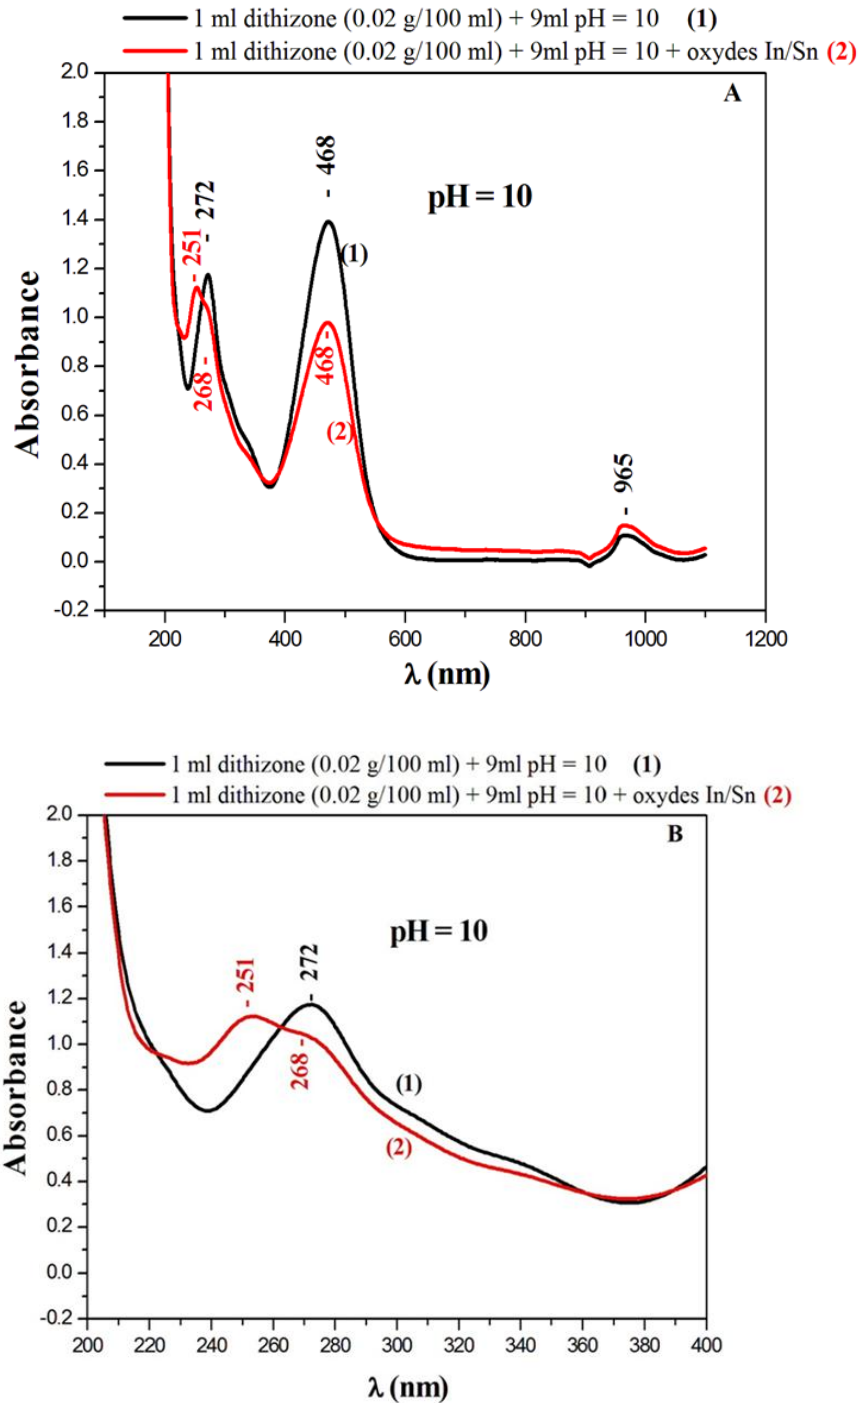 1 ml dithizone (0.02 g/100 ml) + 9ml pH = 10 (1)
1 ml dithizone (0.02 g/100 ml) + 9ml pH = 10 + oxydes In/Sn (2)
A
pH = 10
2.0
1.8
1.6
1.4
1.2
1.0
0.8
0.6
0.4
0.2
0.0
-0.2
Absorbance
- 251
- 272
268 -
- 468
(1)
468 -
(2)
- 965
200 400 600 800 1000 1200
λ (nm)
1 ml dithizone (0.02 g/100 ml) + 9ml pH = 10 (1)
1 ml dithizone (0.02 g/100 ml) + 9ml pH = 10 + oxydes In/Sn (2)
B
pH = 10
2.0
1.8
1.6
1.4
1.2
1.0
0.8
0.6
0.4
0.2
0.0
-0.2
Absorbance
- 251
- 272
268 -
(1)
(2)
200 220 240 260 280 300 320 340 360 380 400
λ (nm)